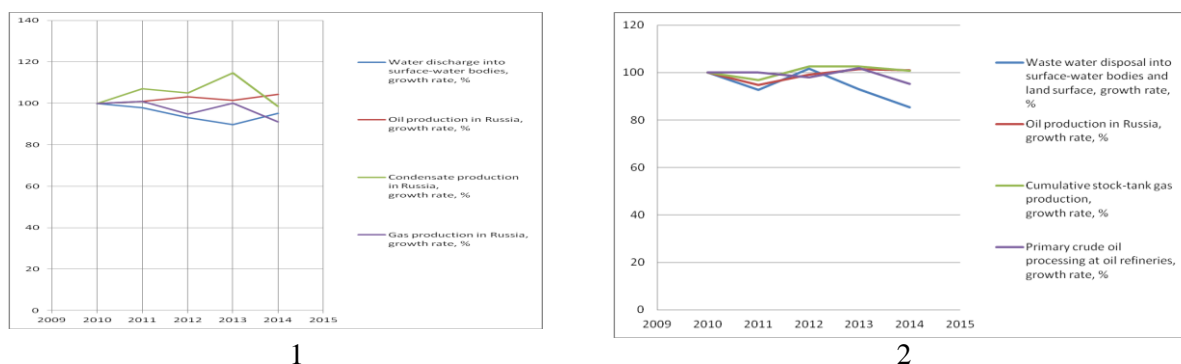 140
120
100
80
60
40
20
0
2009 2010 2011 2012 2013 2014 2015
Water discharge into
surface-water bodies,
growth rate, %
Oil production in Russia,
growth rate, %
Condensate production
in Russia,
growth rate, %
Gas production in Russia,
growth rate, %
1
120
100
80
60
40
20
0
2009 2010 2011 2012 2013 2014 2015
Waste water disposal into
surface-water bodies and
land surface, growth rate,
%
Oil production in Russia,
growth rate, %
Cumulative stock-tank gas
production,
growth rate, %
Primary crude oil
processing at oil refineries,
growth rate, %
2